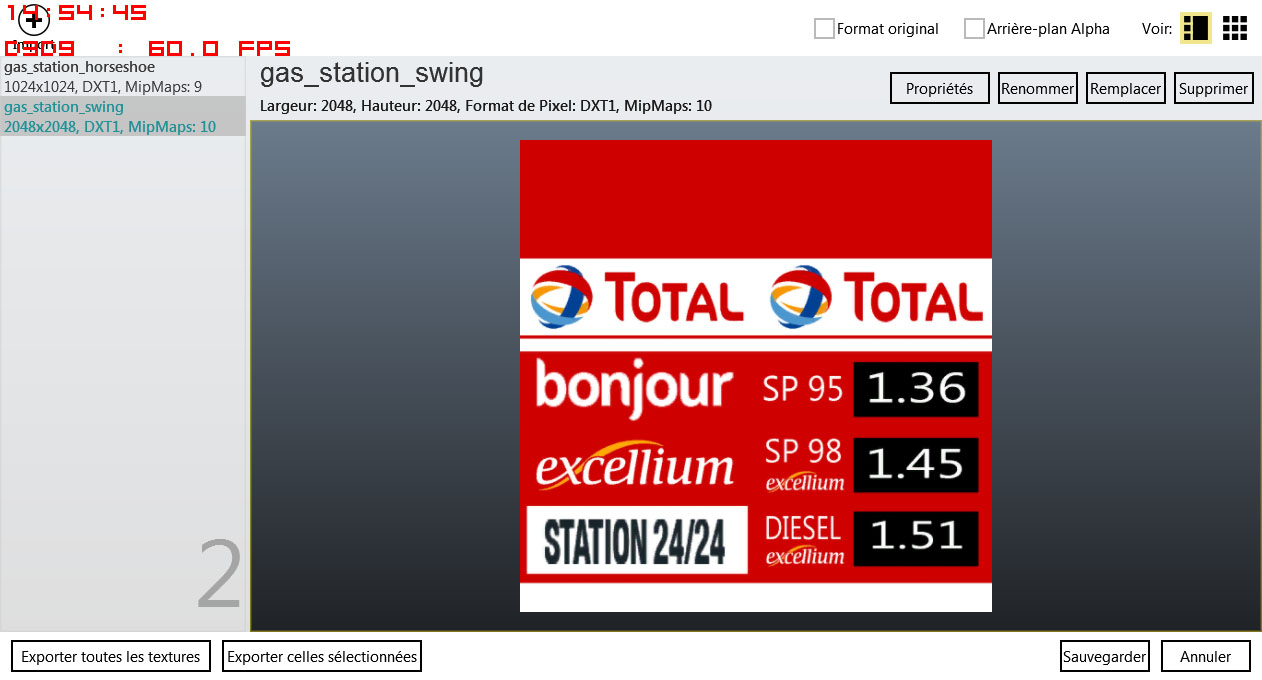 14:54:45
Import
D3D9 : 60.0 FPS
Format original
Arrière-plan Alpha
Voir:
gas_station_horseshoe
1024x1024, DXT1, MipMaps: 9
gas_station_swing
2048x2048, DXT1, MipMaps: 10
2
gas_station_swing
Largeur: 2048, Hauteur: 2048, Format de Pixel: DXT1, MipMaps: 10
Propriétés
Renommer
Remplacer
Supprimer
TOTAL TOTAL
bonjour SP 95 1.36
excellium SP 98 1.45
excellium
STATION 24/24 DIESEL 1.51
excellium
Exporter toutes les textures
Exporter celles sélectionnées
Sauvegarder
Annuler